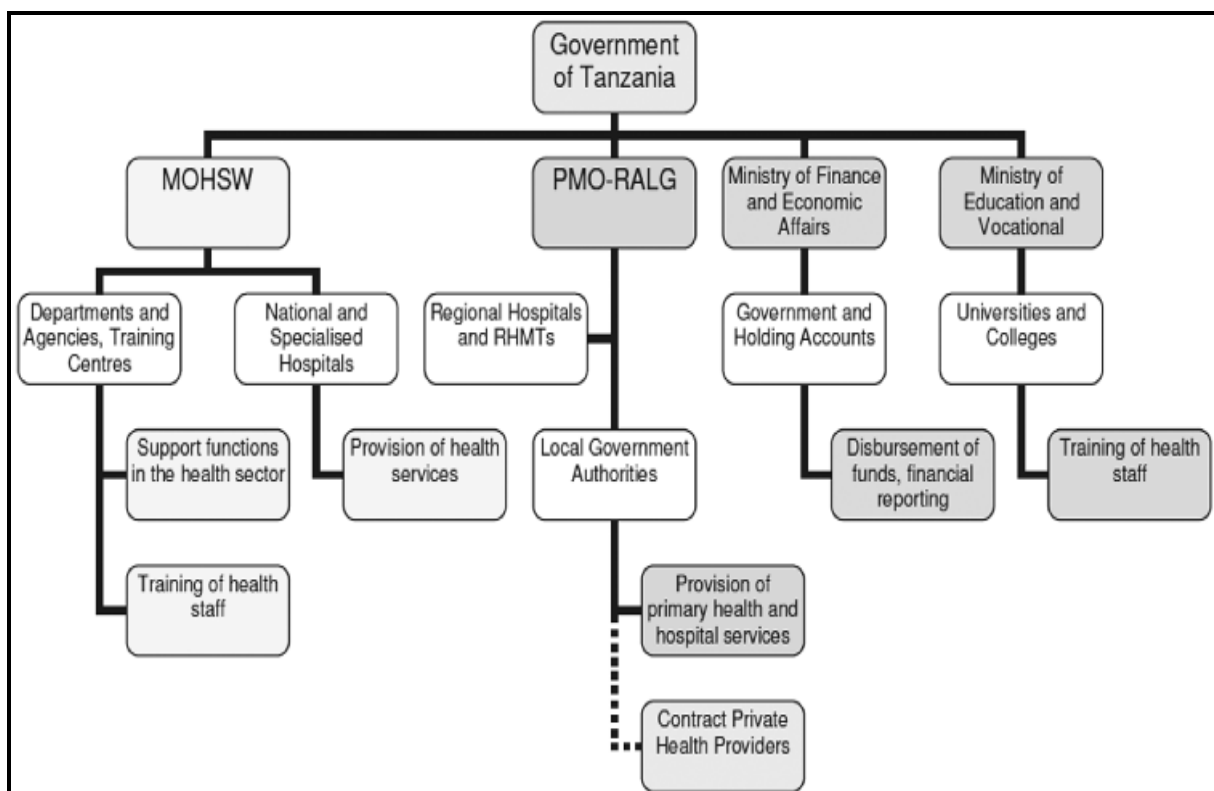 Government
of Tanzania
MOHSW
PMO-RALG
Ministry of Finance
and Economic
Affairs
Ministry of
Education and
Vocational
Departments and
Agencies, Training
Centres
National and
Specialised
Hospitals
Regional Hospitals
and RHMTs
Government and
Holding Accounts
Universities and
Colleges
Support functions
in the health sector
Provision of health
services
Local Government
Authorities
Disbursement of
funds, financial
reporting
Training of health
staff
Training of health
staff
Provision of
primary health and
hospital services
Contract Private
Health Providers